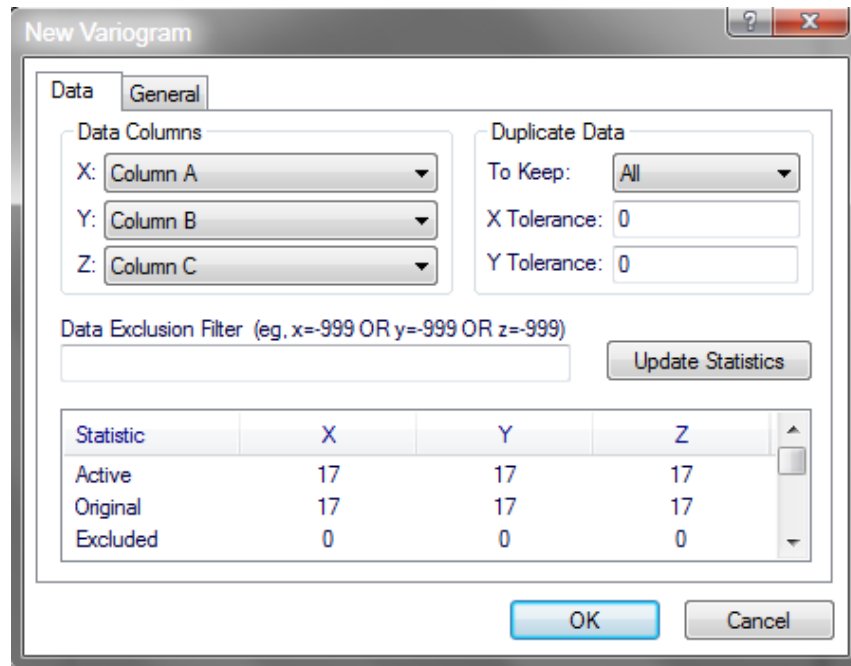 New Variogram
Data General
Data Columns
X: Column A
Y: Column B
Z: Column C
Duplicate Data
To Keep: All
X Tolerance: 0
Y Tolerance: 0
Data Exclusion Filter (eg, x=-999 OR y=-999 OR z=-999)
Update Statistics
Statistic X Y Z
Active 17 17 17
Original 17 17 17
Excluded 0 0 0
OK Cancel